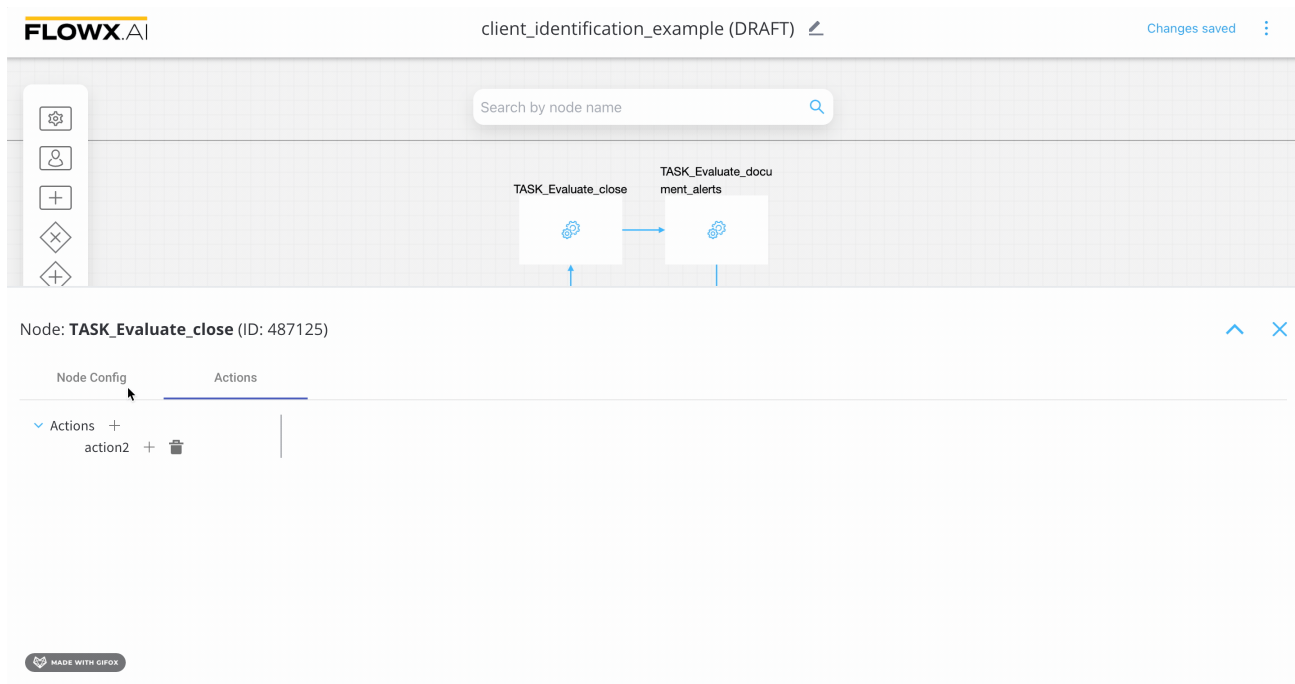 FLOWX.AI
client_identification_example (DRAFT)
Changes saved
Search by node name
TASK_Evaluate_close
TASK_Evaluate_docu
ment_alerts
Node: TASK_Evaluate_close (ID: 487125)
Node Config
Actions
Actions
action2
MADE WITH GIFOX